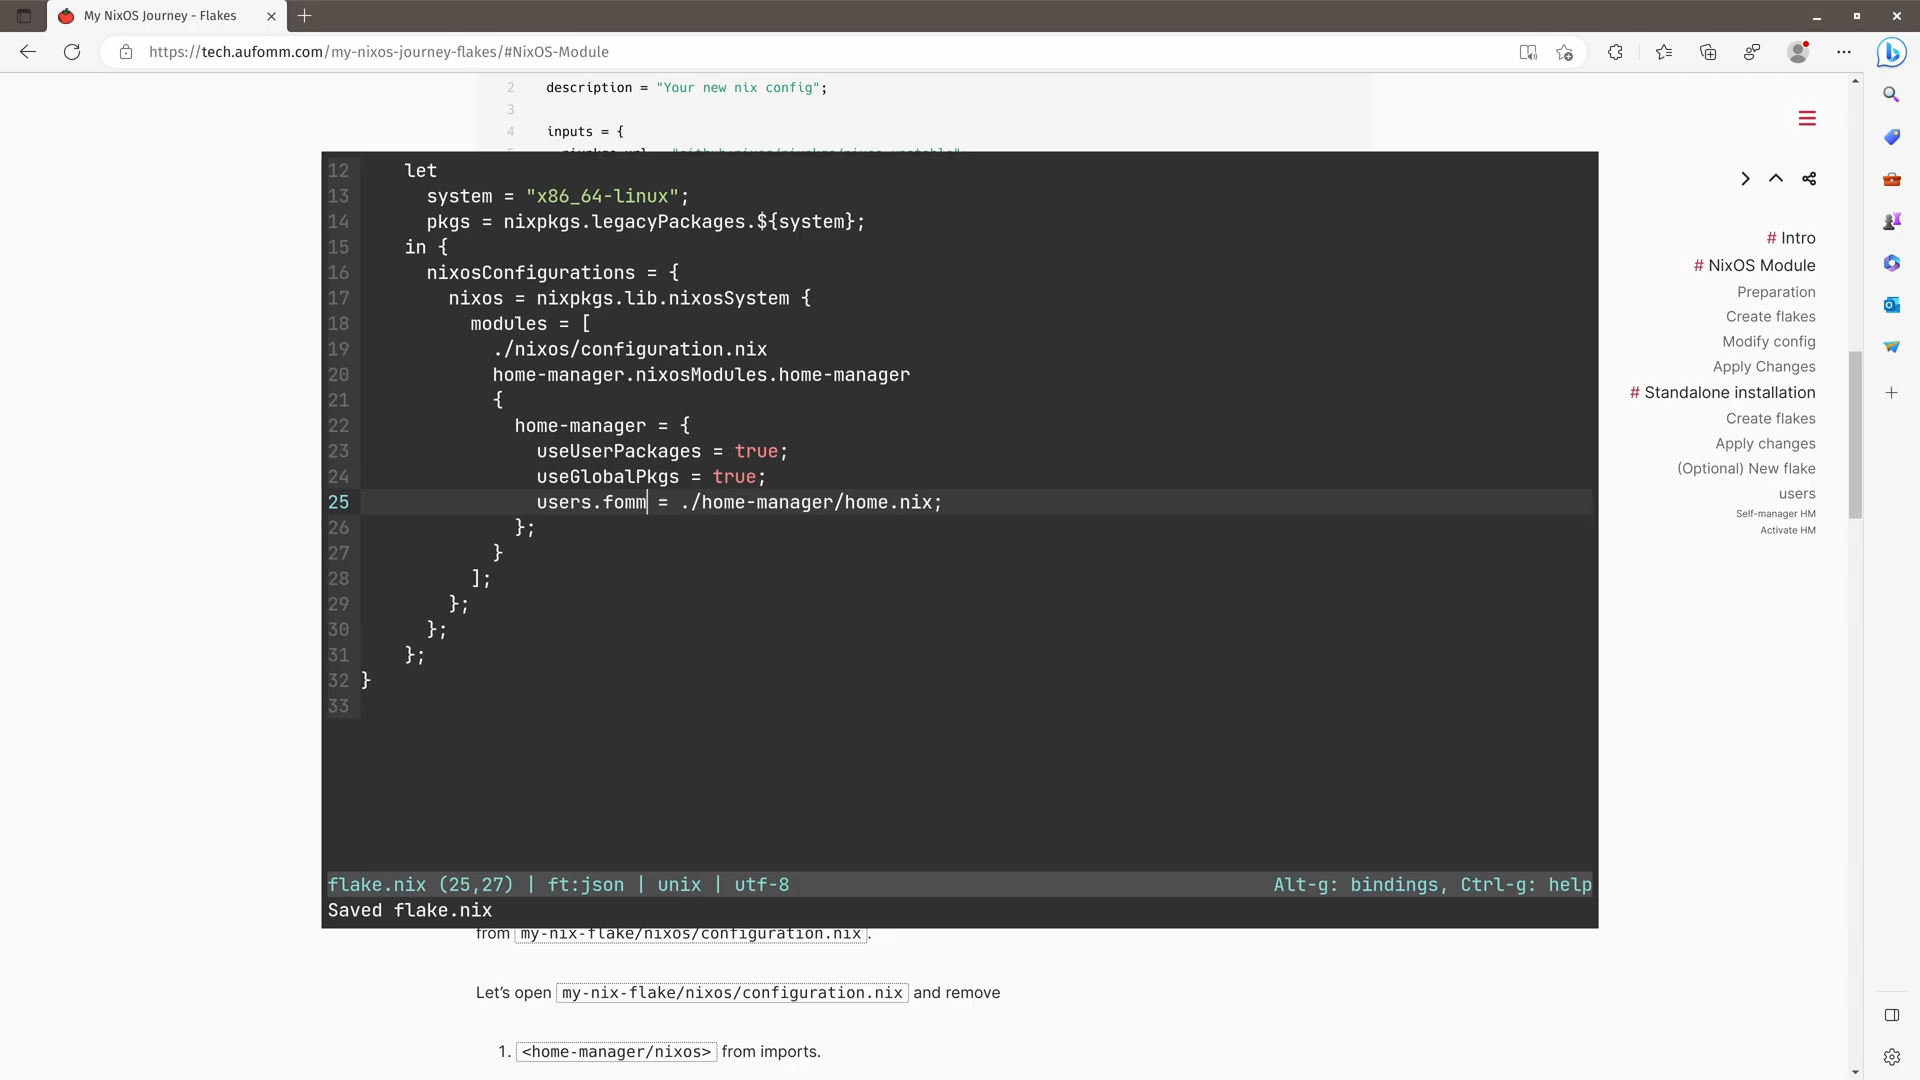 My NixOS Journey - Flakes
https://tech.aufomm.com/my-nixos-journey-flakes/#NixOS-Module
2 description = "Your new nix config";
3
4 inputs = {
12 let
13 system = "x86_64-linux";
14 pkgs = nixpkgs.legacyPackages.${system};
15 in {
16 nixosConfigurations = {
17 nixos = nixpkgs.lib.nixosSystem {
18 modules = [
19 ./nixos/configuration.nix
20 home-manager.nixosModules.home-manager
21 {
22 home-manager = {
23 useUserPackages = true;
24 useGlobalPkgs = true;
25 users.fomm = ./home-manager/home.nix;
26 };
27 }
28 ];
29 };
30 };
31 };
32 }
33
flake.nix (25,27) | ft:json | unix | utf-8 Alt-g: bindings, Ctrl-g: help
Saved flake.nix
from my-nix-flake/nixos/configuration.nix.
Let’s open my-nix-flake/nixos/configuration.nix and remove
1. <home-manager/nixos> from imports.
# Intro
# NixOS Module
Preparation
Create flakes
Modify config
Apply Changes
# Standalone installation
Create flakes
Apply changes
(Optional) New flake
users
Self-manager HM
Activate HM